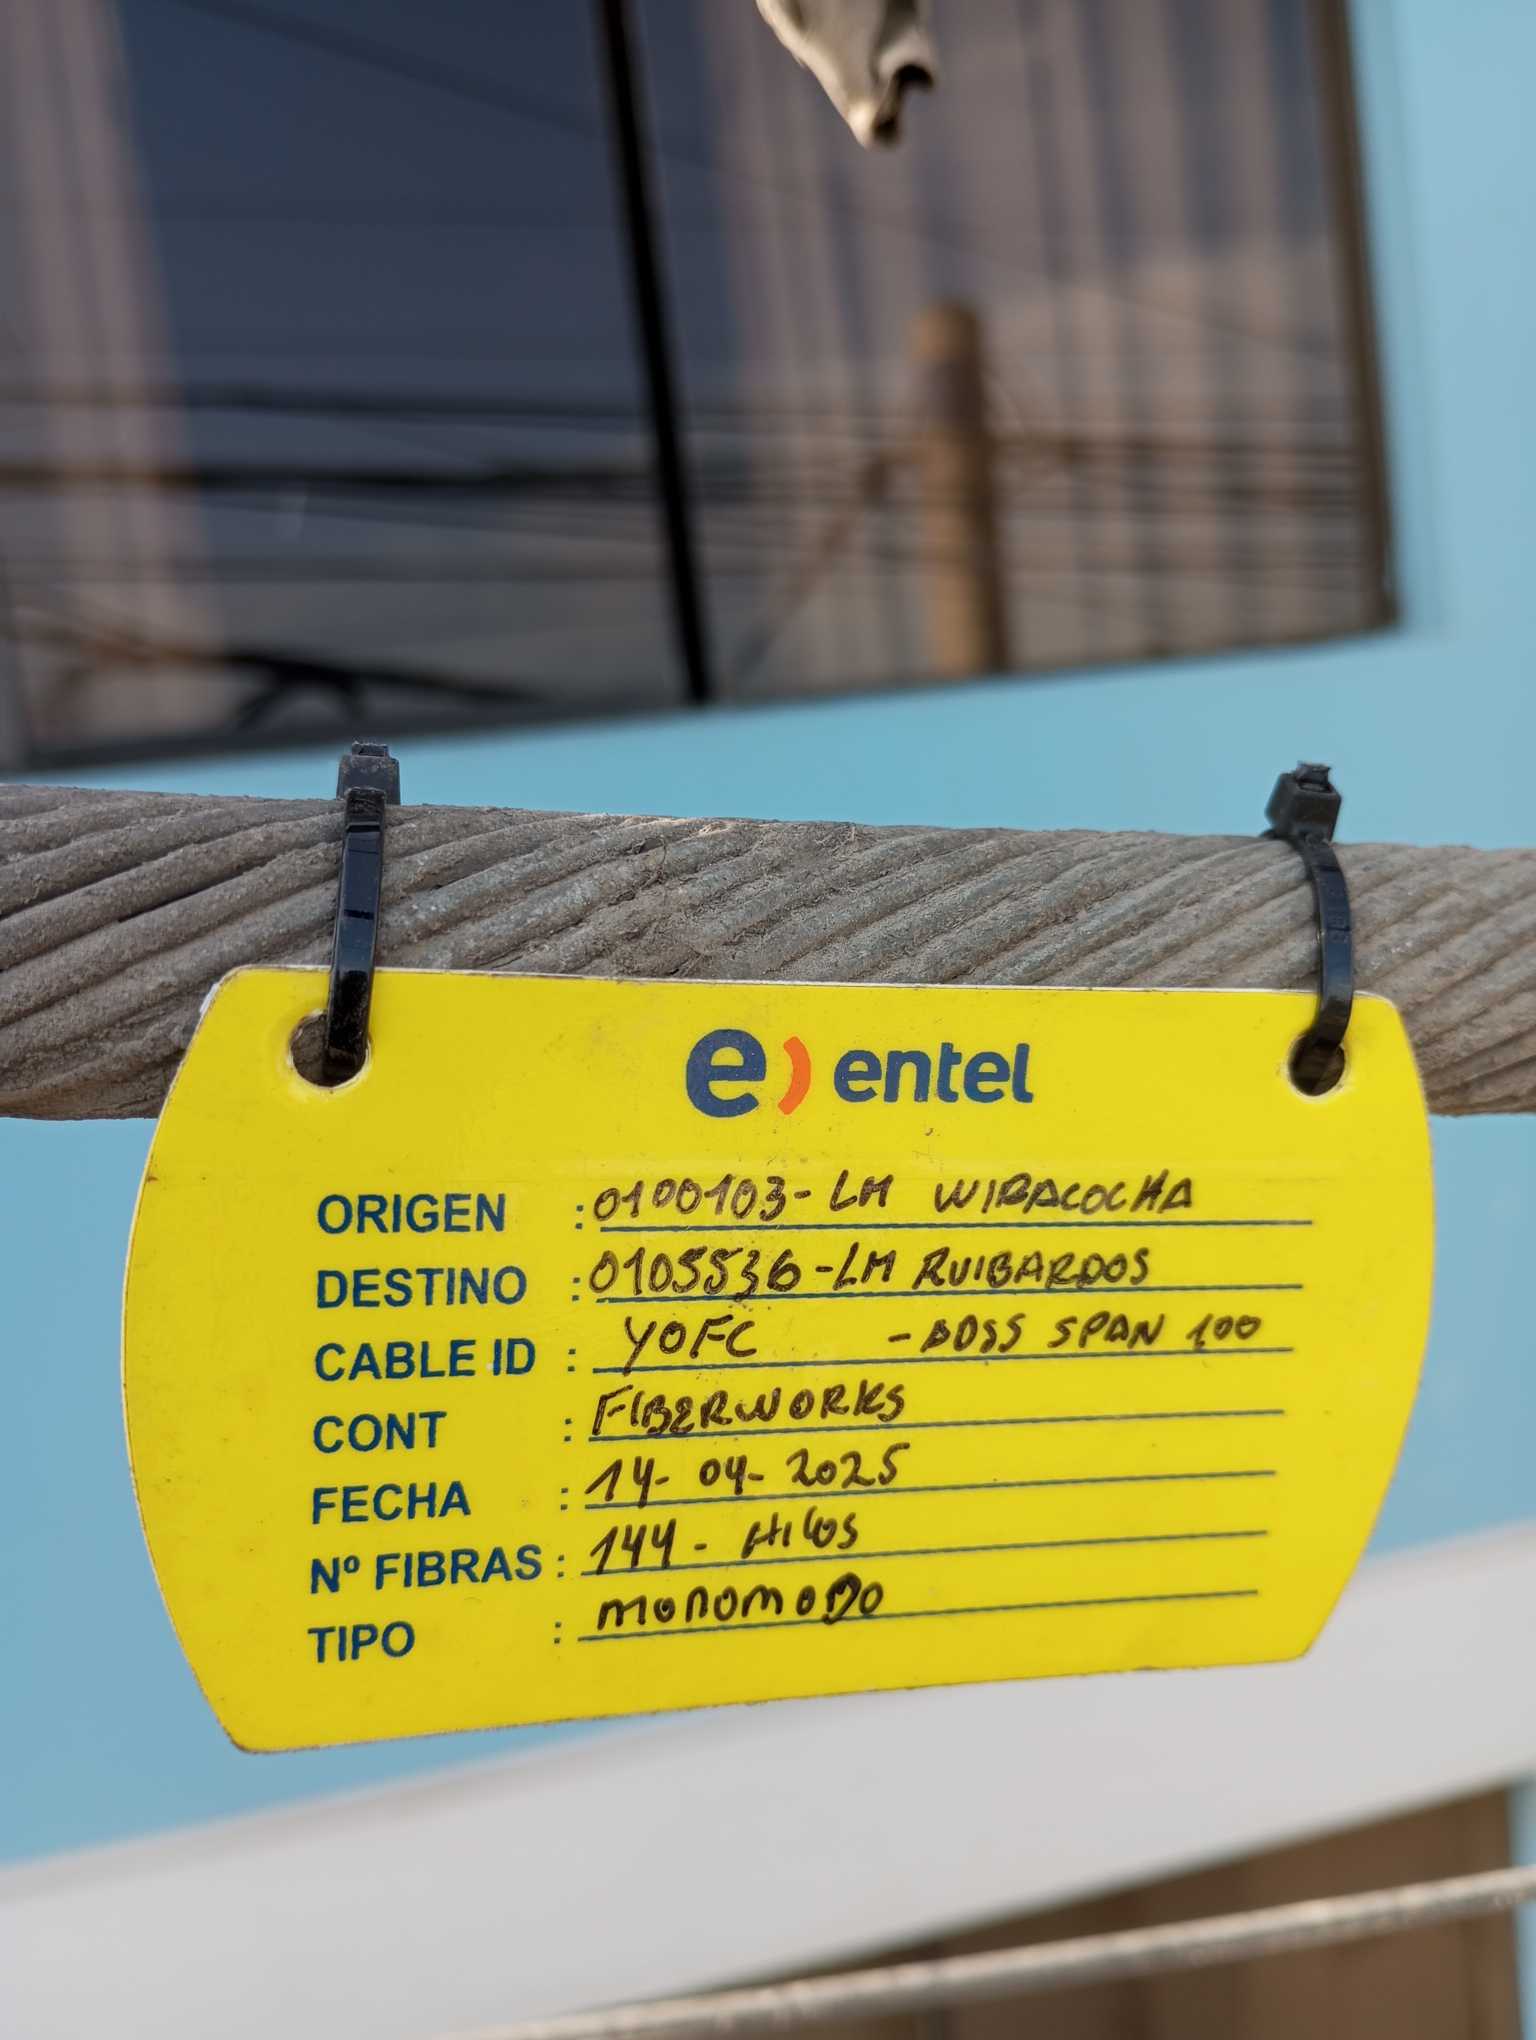 e) entel
ORIGEN : 0100103-LM WIRACOCHA
DESTINO : 0105536-LM RUIBARDOS
CABLE ID : YOFC - ADSS SPAN 100
CONT : FIBERWORKS
FECHA : 14-04-2025
Nº FIBRAS : 144 - HILOS
TIPO : MONOMODO